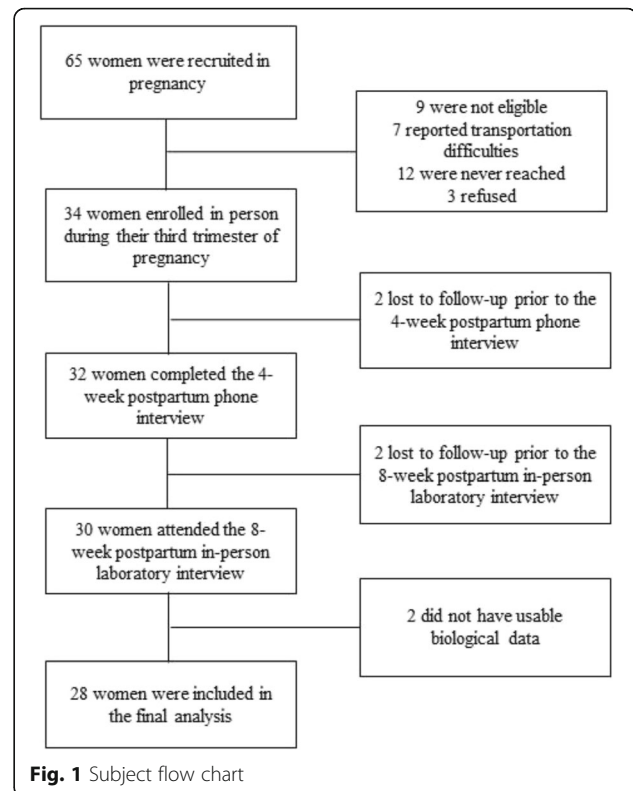 65 women were recruited in
pregnancy
9 were not eligible
7 reported transportation
difficulties
12 were never reached
3 refused
34 women enrolled in person
during their third trimester of
pregnancy
2 lost to follow-up prior to the
4-week postpartum phone
interview
32 women completed the 4-
week postpartum phone
interview
2 lost to follow-up prior to the
8-week postpartum in-person
laboratory interview
30 women attended the 8-
week postpartum in-person
laboratory interview
2 did not have usable
biological data
28 women were included in
the final analysis
Fig. 1 Subject flow chart